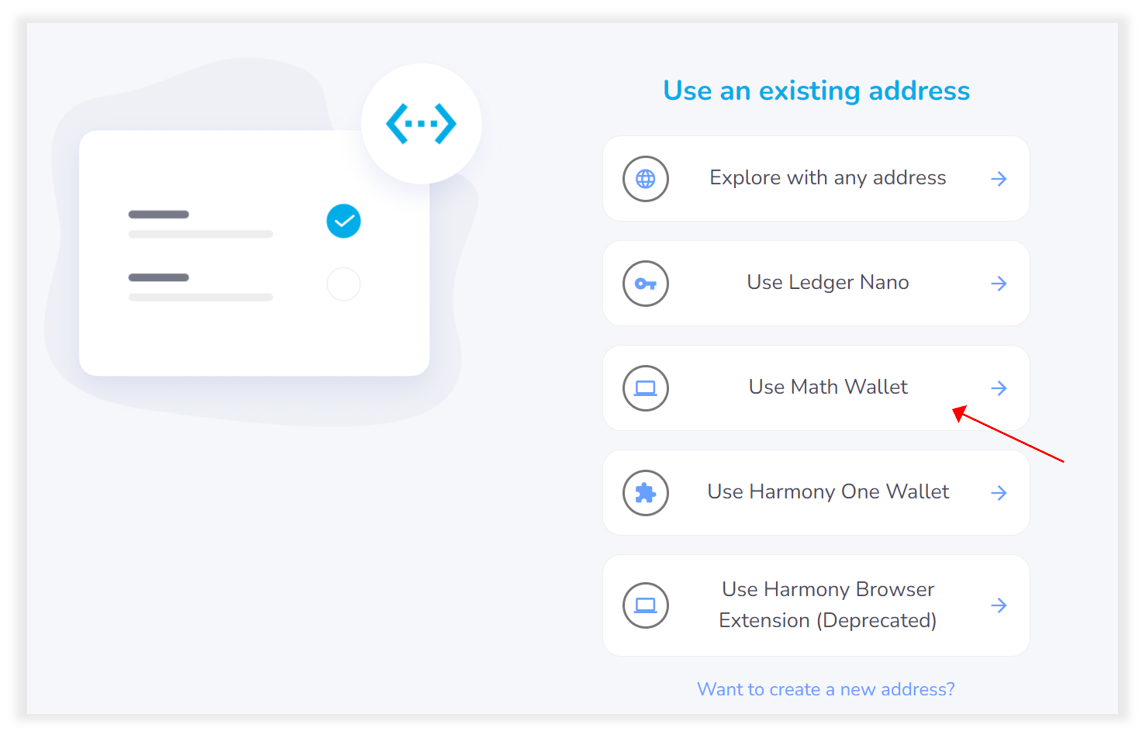 Use an existing address
Explore with any address
Use Ledger Nano
Use Math Wallet
Use Harmony One Wallet
Use Harmony Browser
Extension (Deprecated)
Want to create a new address?